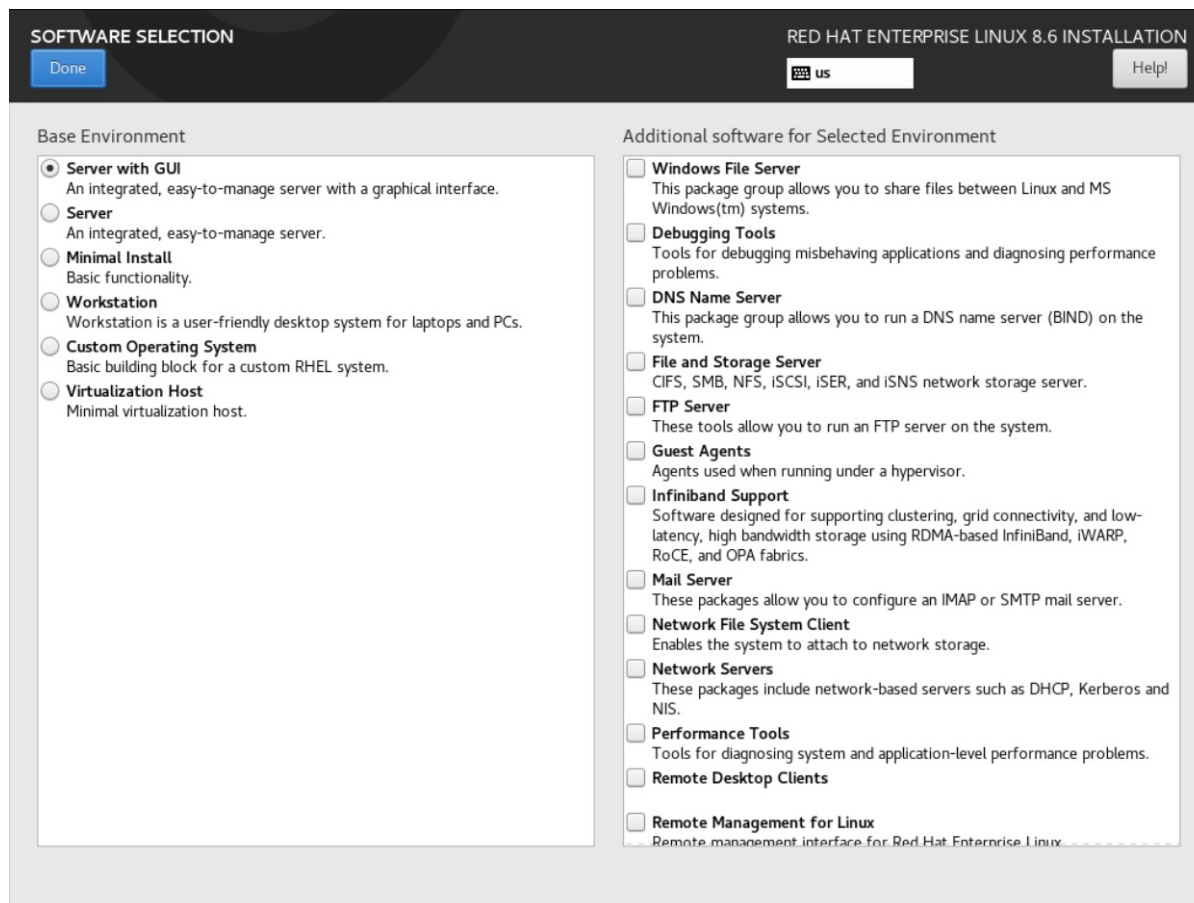 SOFTWARE SELECTION
RED HAT ENTERPRISE LINUX 8.6 INSTALLATION
Done
us
Help!
Base Environment
Server with GUI
An integrated, easy-to-manage server with a graphical interface.
Server
An integrated, easy-to-manage server.
Minimal Install
Basic functionality.
Workstation
Workstation is a user-friendly desktop system for laptops and PCs.
Custom Operating System
Basic building block for a custom RHEL system.
Virtualization Host
Minimal virtualization host.
Additional software for Selected Environment
Windows File Server
This package group allows you to share files between Linux and MS
Windows(tm) systems.
Debugging Tools
Tools for debugging misbehaving applications and diagnosing performance
problems.
DNS Name Server
This package group allows you to run a DNS name server (BIND) on the
system.
File and Storage Server
CIFS, SMB, NFS, iSCSI, iSER, and iSNS network storage server.
FTP Server
These tools allow you to run an FTP server on the system.
Guest Agents
Agents used when running under a hypervisor.
Infiniband Support
Software designed for supporting clustering, grid connectivity, and low-
latency, high bandwidth storage using RDMA-based InfiniBand, iWARP,
RoCE, and OPA fabrics.
Mail Server
These packages allow you to configure an IMAP or SMTP mail server.
Network File System Client
Enables the system to attach to network storage.
Network Servers
These packages include network-based servers such as DHCP, Kerberos and
NIS.
Performance Tools
Tools for diagnosing system and application-level performance problems.
Remote Desktop Clients
Remote Management for Linux
Remote management interface for Red Hat Enterprise Linux